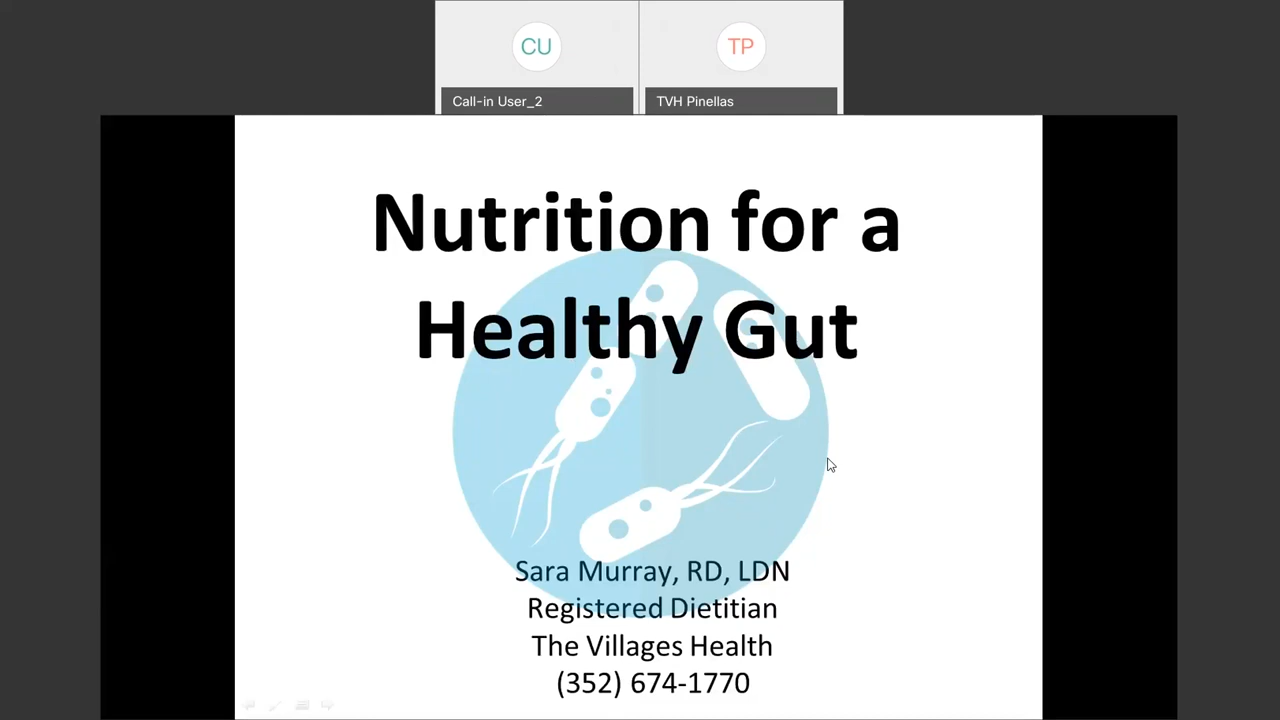 CU
TP
Call-in User_2
TVH Pinellas
Nutrition for a
Healthy Gut
Sara Murray, RD, LDN
Registered Dietitian
The Villages Health
(352) 674-1770